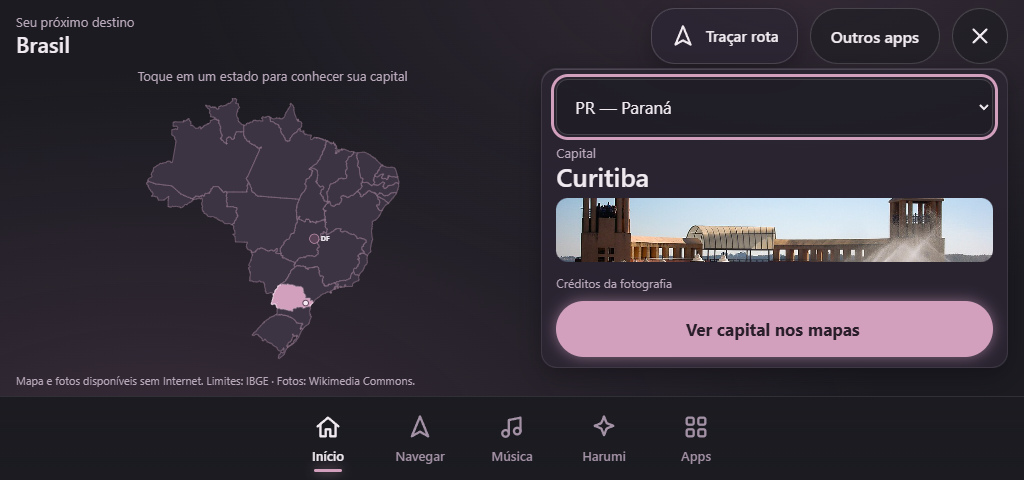 Seu próximo destino
Brasil
Traçar rota
Outros apps
Toque em um estado para conhecer sua capital
PR — Paraná
Capital
Curitiba
DF
Créditos da fotografia
Ver capital nos mapas
Mapa e fotos disponíveis sem Internet. Limites: IBGE · Fotos: Wikimedia Commons.
Início
Navegar
Música
Harumi
Apps